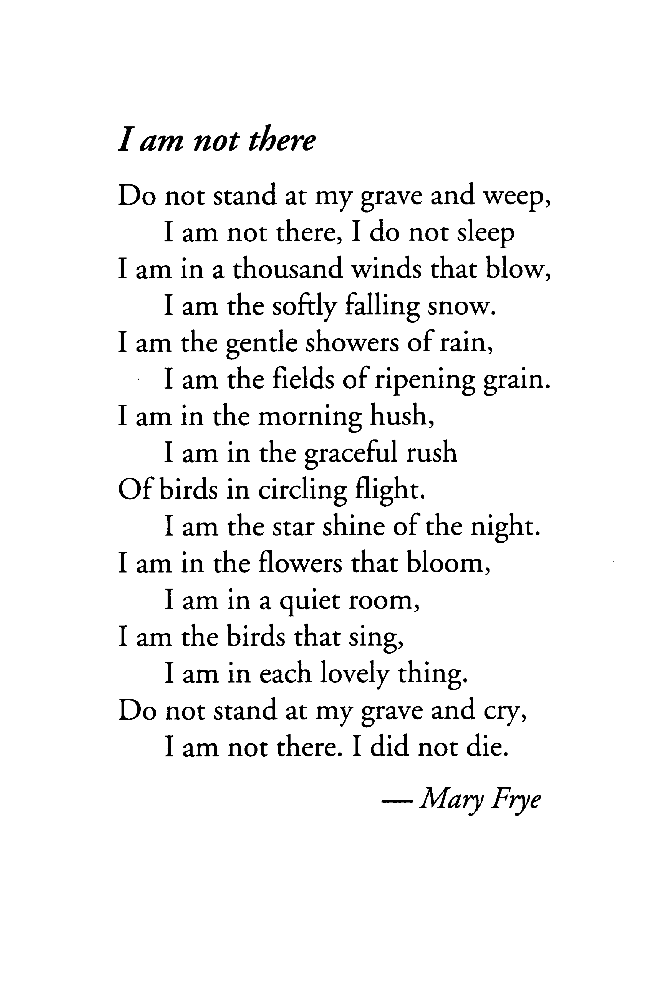 I am not there
Do not stand at my grave and weep,
I am not there, I do not sleep
I am in a thousand winds that blow,
I am the softly falling snow.
I am the gentle showers of rain,
I am the fields of ripening grain.
I am in the morning hush,
I am in the graceful rush
Of birds in circling flight.
I am the star shine of the night.
I am in the flowers that bloom,
I am in a quiet room,
I am the birds that sing,
I am in each lovely thing.
Do not stand at my grave and cry,
I am not there. I did not die.
— Mary Frye